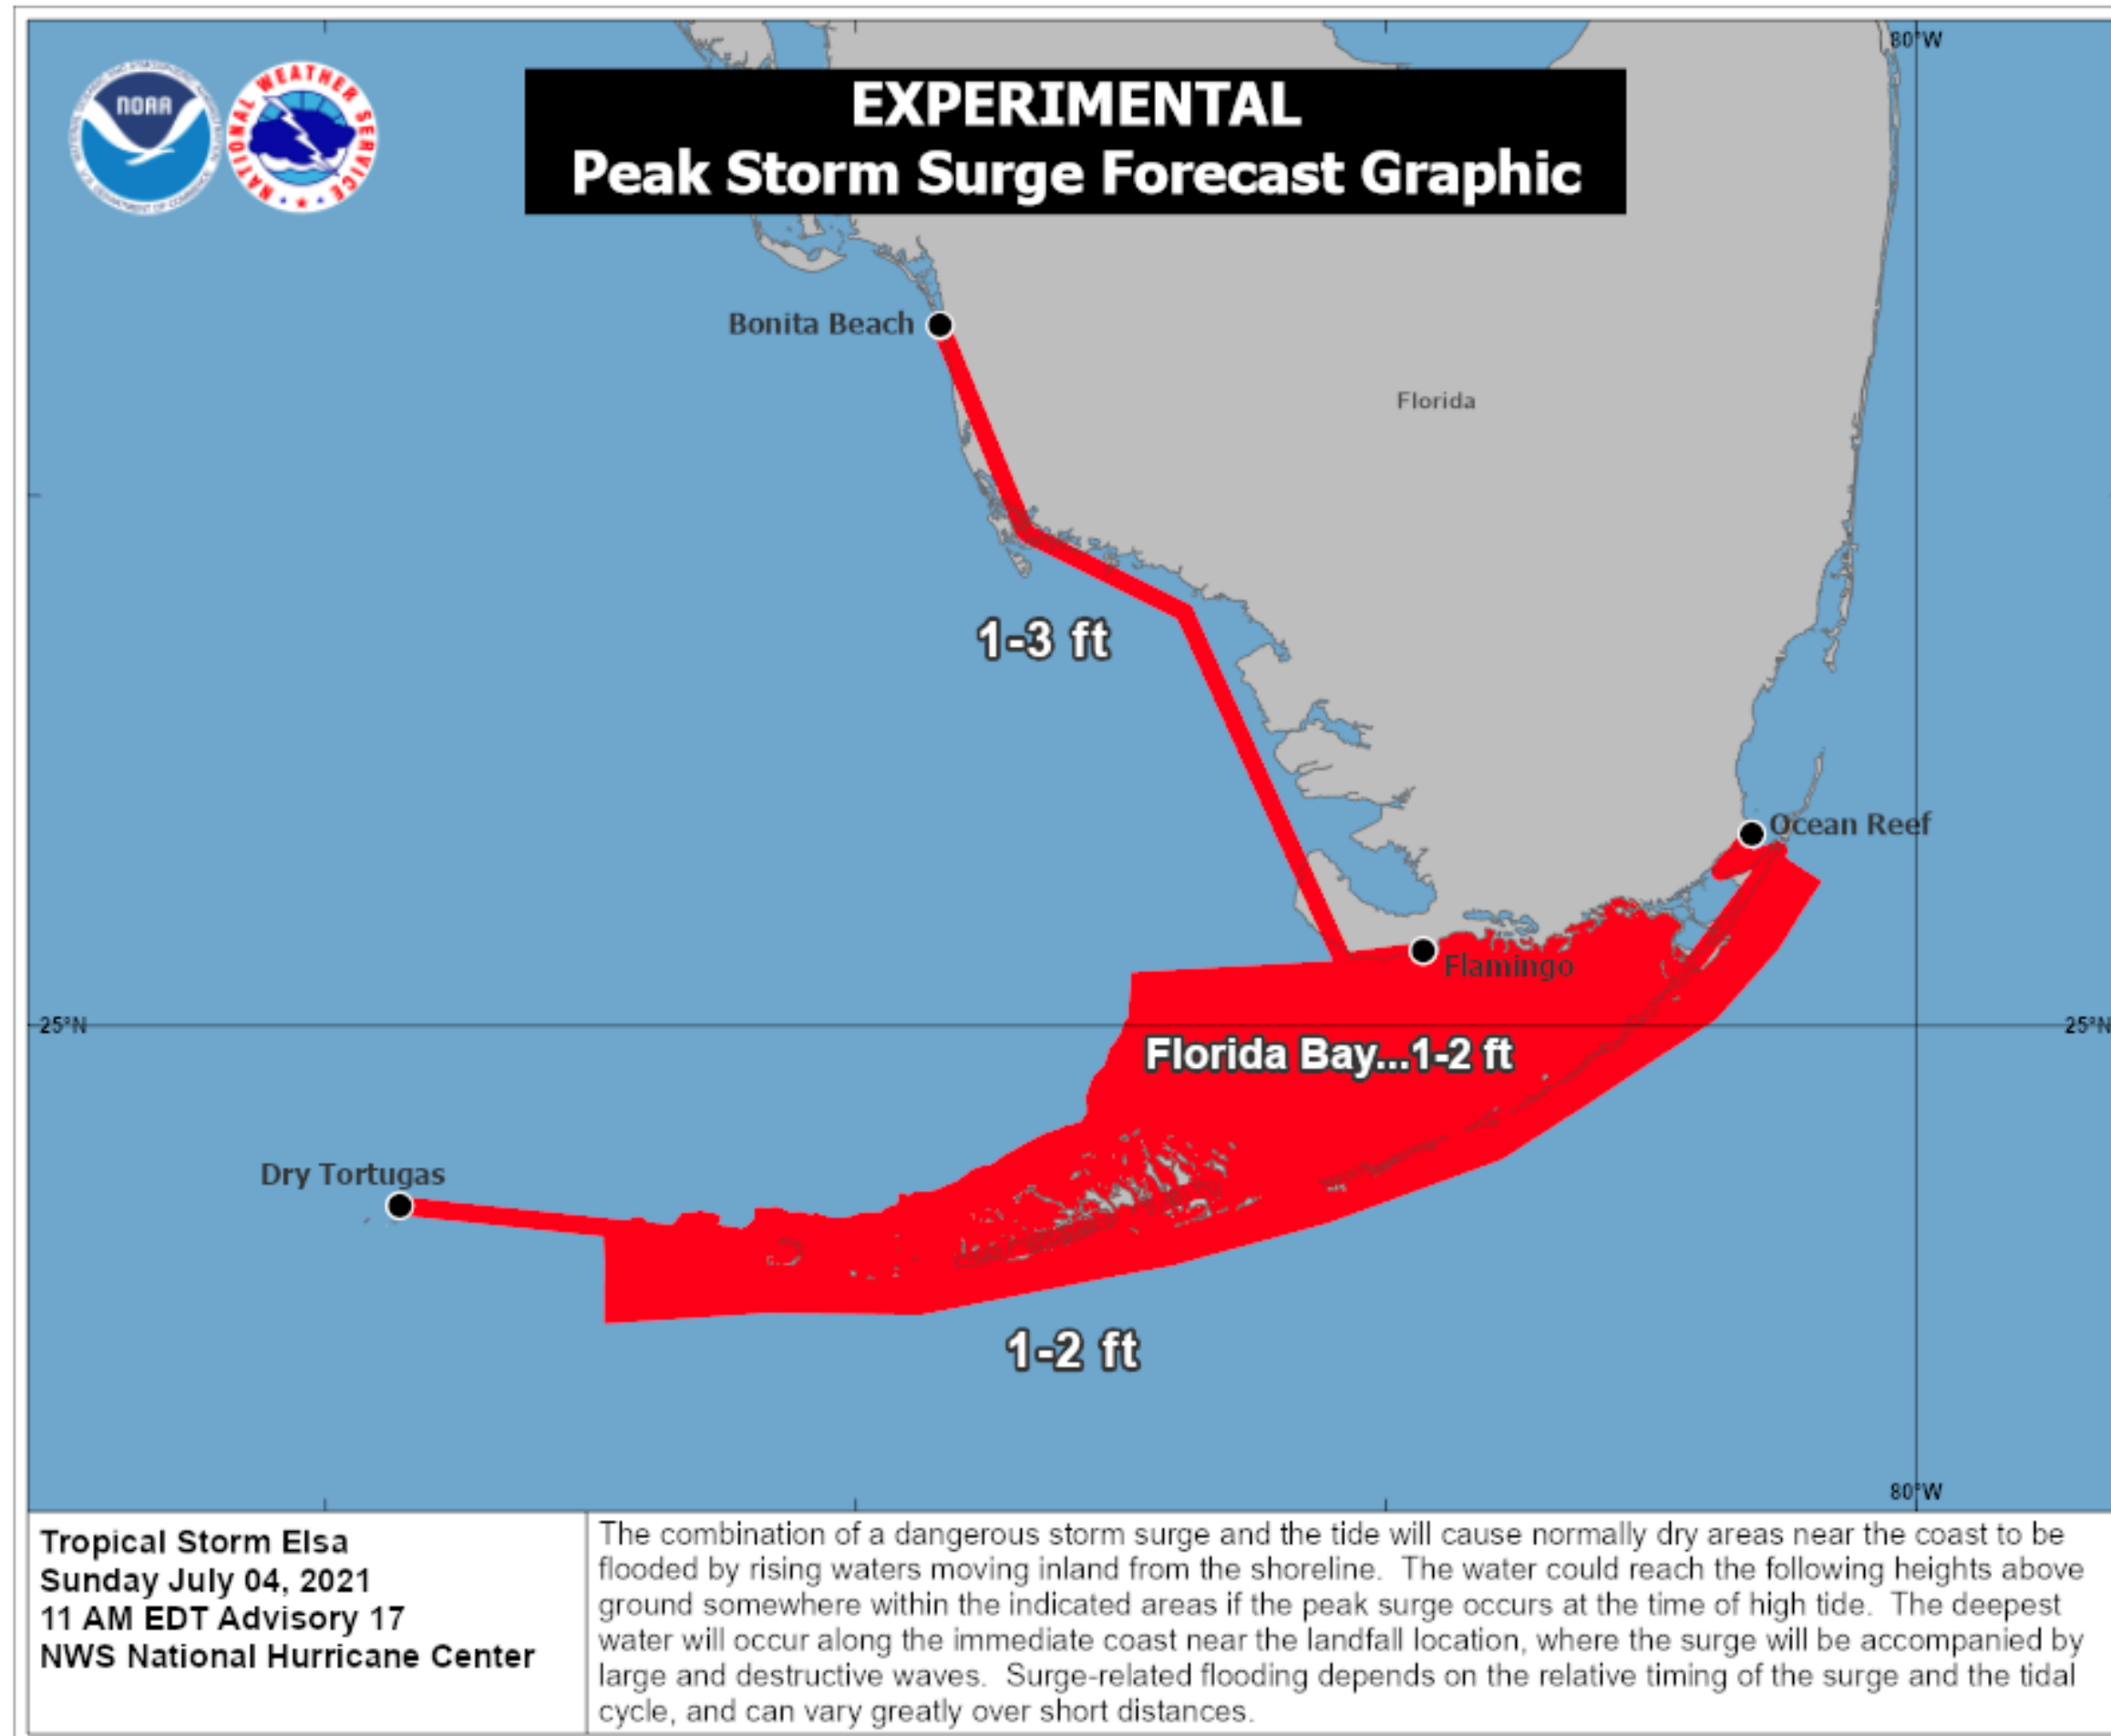 80°W
NOAA
NATIONAL WEATHER SERVICE
EXPERIMENTAL
Peak Storm Surge Forecast Graphic
Bonita Beach
Florida
1-3 ft
Ocean Reef
Flamingo
25°N
25°N
Florida Bay...1-2 ft
Dry Tortugas
1-2 ft
80°W
Tropical Storm Elsa
Sunday July 04, 2021
11 AM EDT Advisory 17
NWS National Hurricane Center
The combination of a dangerous storm surge and the tide will cause normally dry areas near the coast to be
flooded by rising waters moving inland from the shoreline.  The water could reach the following heights above
ground somewhere within the indicated areas if the peak surge occurs at the time of high tide.  The deepest
water will occur along the immediate coast near the landfall location, where the surge will be accompanied by
large and destructive waves.  Surge-related flooding depends on the relative timing of the surge and the tidal
cycle, and can vary greatly over short distances.